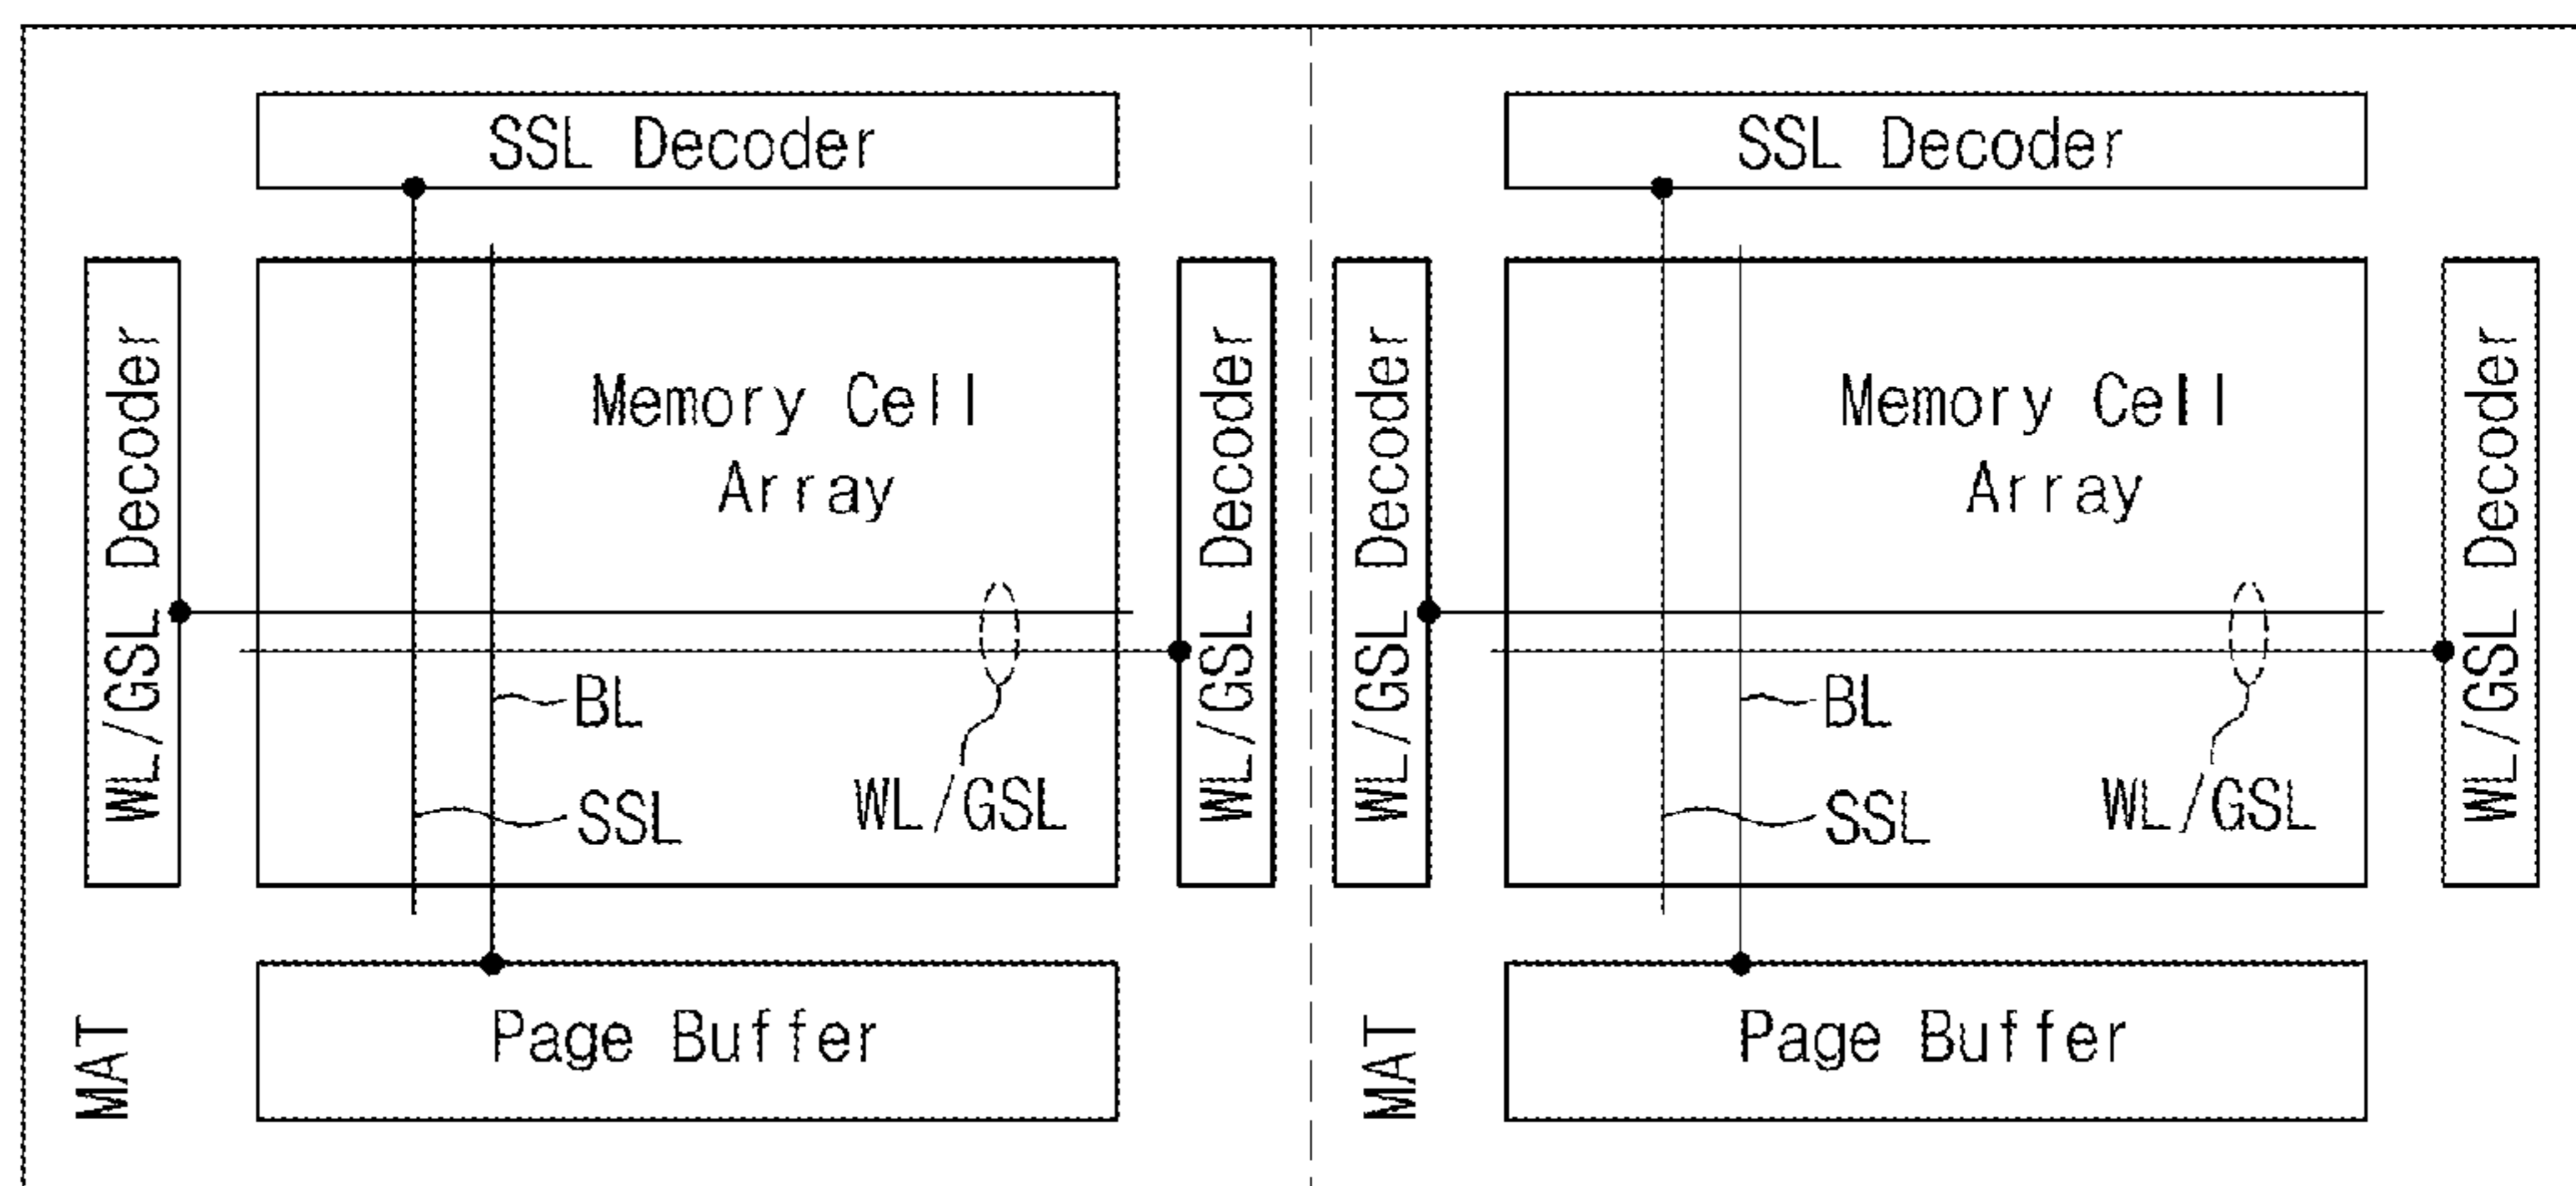 SSL Decoder
WL/GSL Decoder
Memory Cell
Array
WL/GSL Decoder
BL
SSL
WL/GSL
MAT
Page Buffer
SSL Decoder
WL/GSL Decoder
Memory Cell
Array
WL/GSL Decoder
BL
SSL
WL/GSL
MAT
Page Buffer